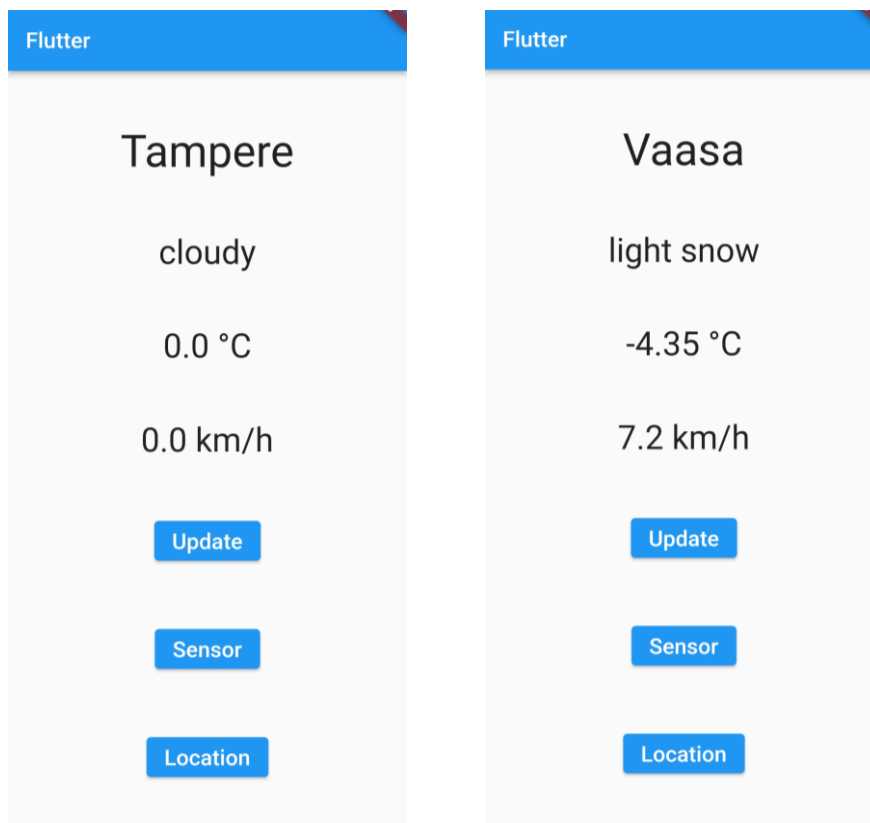 Flutter
Tampere
cloudy
0.0 °C
0.0 km/h
Update
Sensor
Location
Flutter
Vaasa
light snow
-4.35 °C
7.2 km/h
Update
Sensor
Location